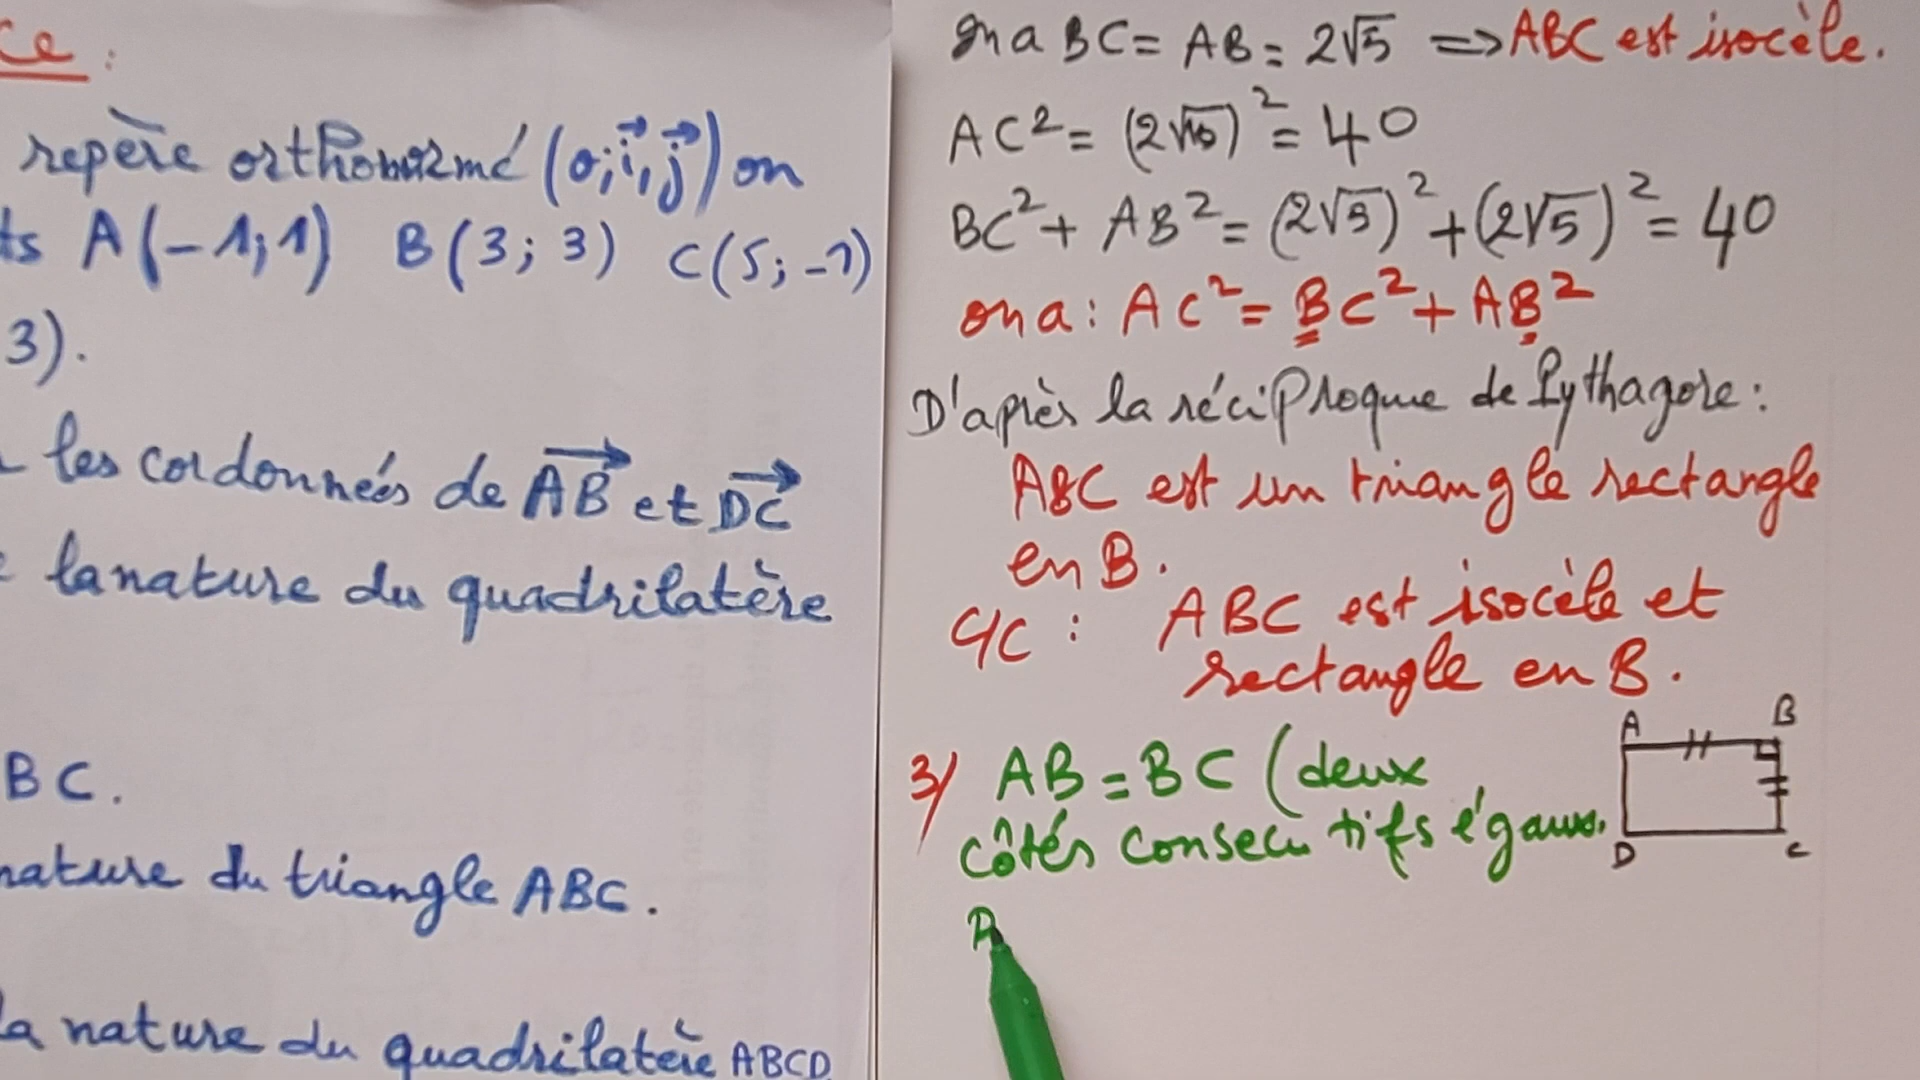 ce :
repère orthonormé (o; i, j) on
ts A(-1;1) B(3;3) C(5;-1)
3).
les cordonnées de AB et DC
la nature du quadrilatère
BC.
nature du triangle ABC.
la nature du quadrilatère ABCD
on a BC = AB = 2√5 ⇒ ABC est isocèle.
AC² = (2√10)² = 40
BC² + AB² = (2√5)² + (2√5)² = 40
on a : AC² = BC² + AB²
D'après la réciproque de Pythagore :
ABC est un triangle rectangle
en B.
C/C : ABC est isocèle et
rectangle en B.
3/ AB = BC (deux
côtés consecutifs égaux.
A B
D C